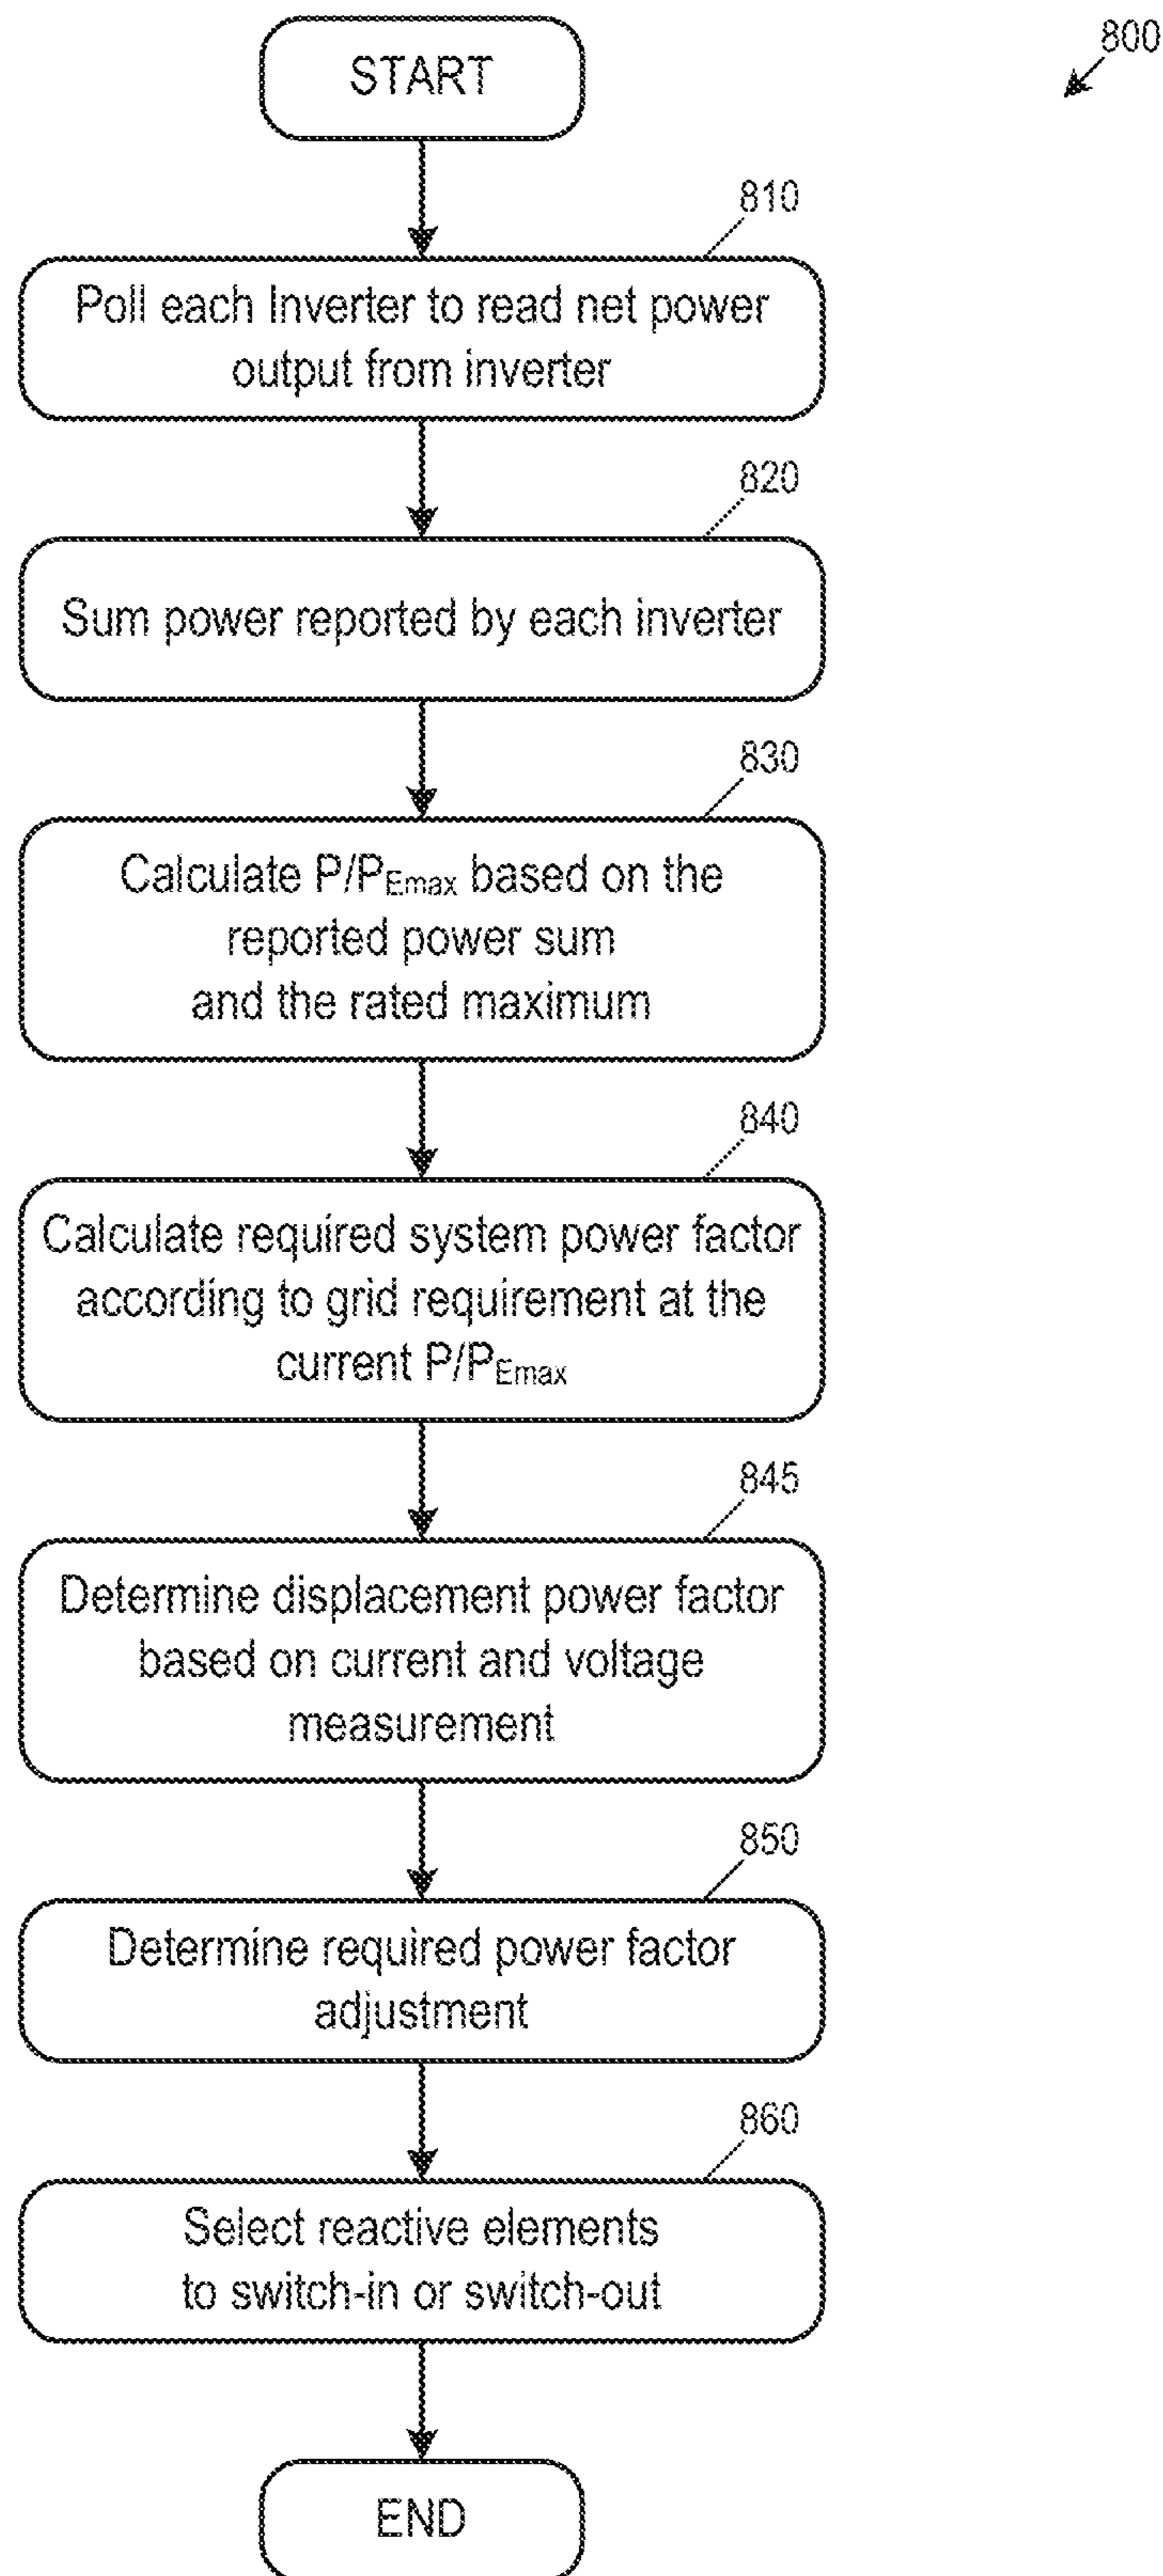 START
800
810
Poll each Inverter to read net power
output from inverter
820
Sum power reported by each inverter
830
Calculate P/PEmax based on the
reported power sum
and the rated maximum
840
Calculate required system power factor
according to grid requirement at the
current P/PEmax
845
Determine displacement power factor
based on current and voltage
measurement
850
Determine required power factor
adjustment
860
Select reactive elements
to switch-in or switch-out
END